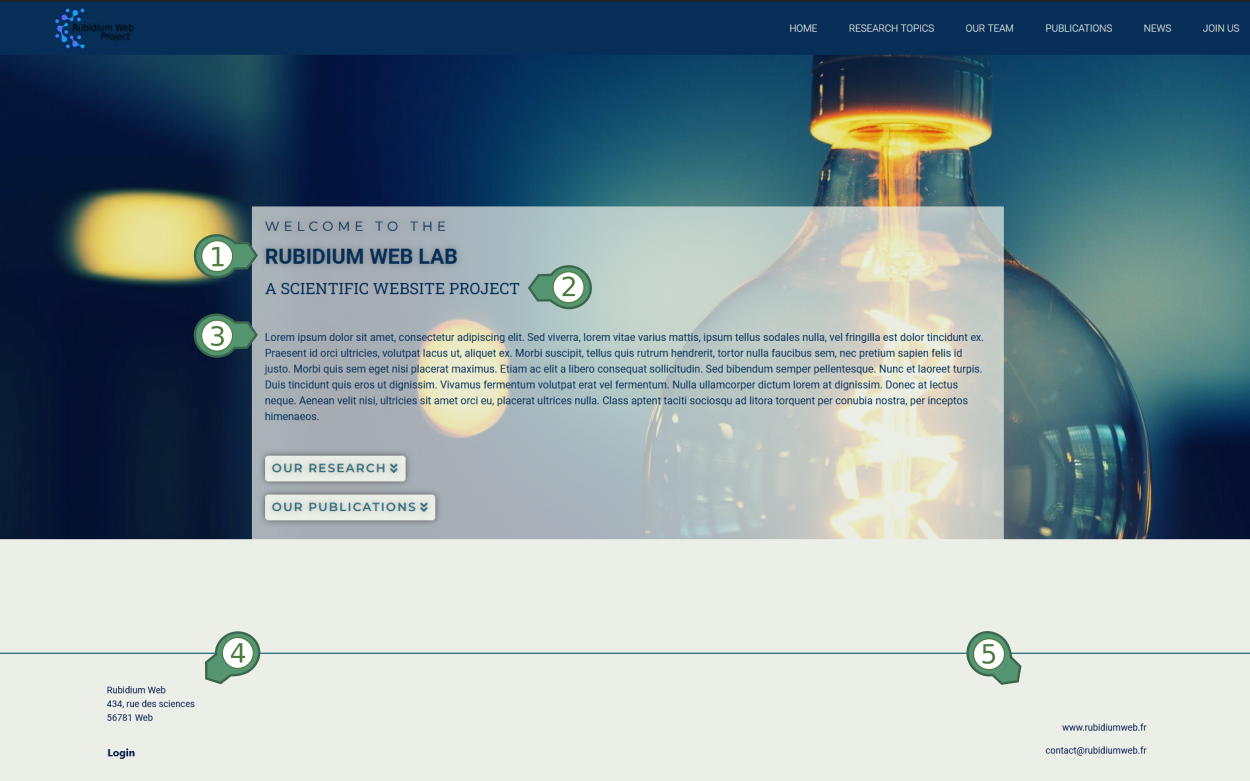 Rubidium Web
Project
HOME RESEARCH TOPICS OUR TEAM PUBLICATIONS NEWS JOIN US
WELCOME TO THE
1
RUBIDIUM WEB LAB
A SCIENTIFIC WEBSITE PROJECT
2
3
Lorem ipsum dolor sit amet, consectetur adipiscing elit. Sed viverra, lorem vitae varius mattis, ipsum tellus sodales nulla, vel fringilla est dolor tincidunt ex.
Praesent id orci ultricies, volutpat lacus ut, aliquet ex. Morbi suscipit, tellus quis rutrum hendrerit, tortor nulla faucibus sem, nec pretium sapien felis id
justo. Morbi quis sem eget nisi placerat maximus. Etiam ac elit a libero consequat sollicitudin. Sed bibendum semper pellentesque. Nunc et laoreet turpis.
Duis tincidunt quis eros ut dignissim. Vivamus fermentum volutpat erat vel fermentum. Nulla ullamcorper dictum lorem at dignissim. Donec at lectus
neque. Aenean velit nisi, ultricies sit amet orci eu, placerat ultrices nulla. Class aptent taciti sociosqu ad litora torquent per conubia nostra, per inceptos
himenaeos.
OUR RESEARCH
OUR PUBLICATIONS
4
5
Rubidium Web
434, rue des sciences
56781 Web
Login
www.rubidiumweb.fr
contact@rubidiumweb.fr